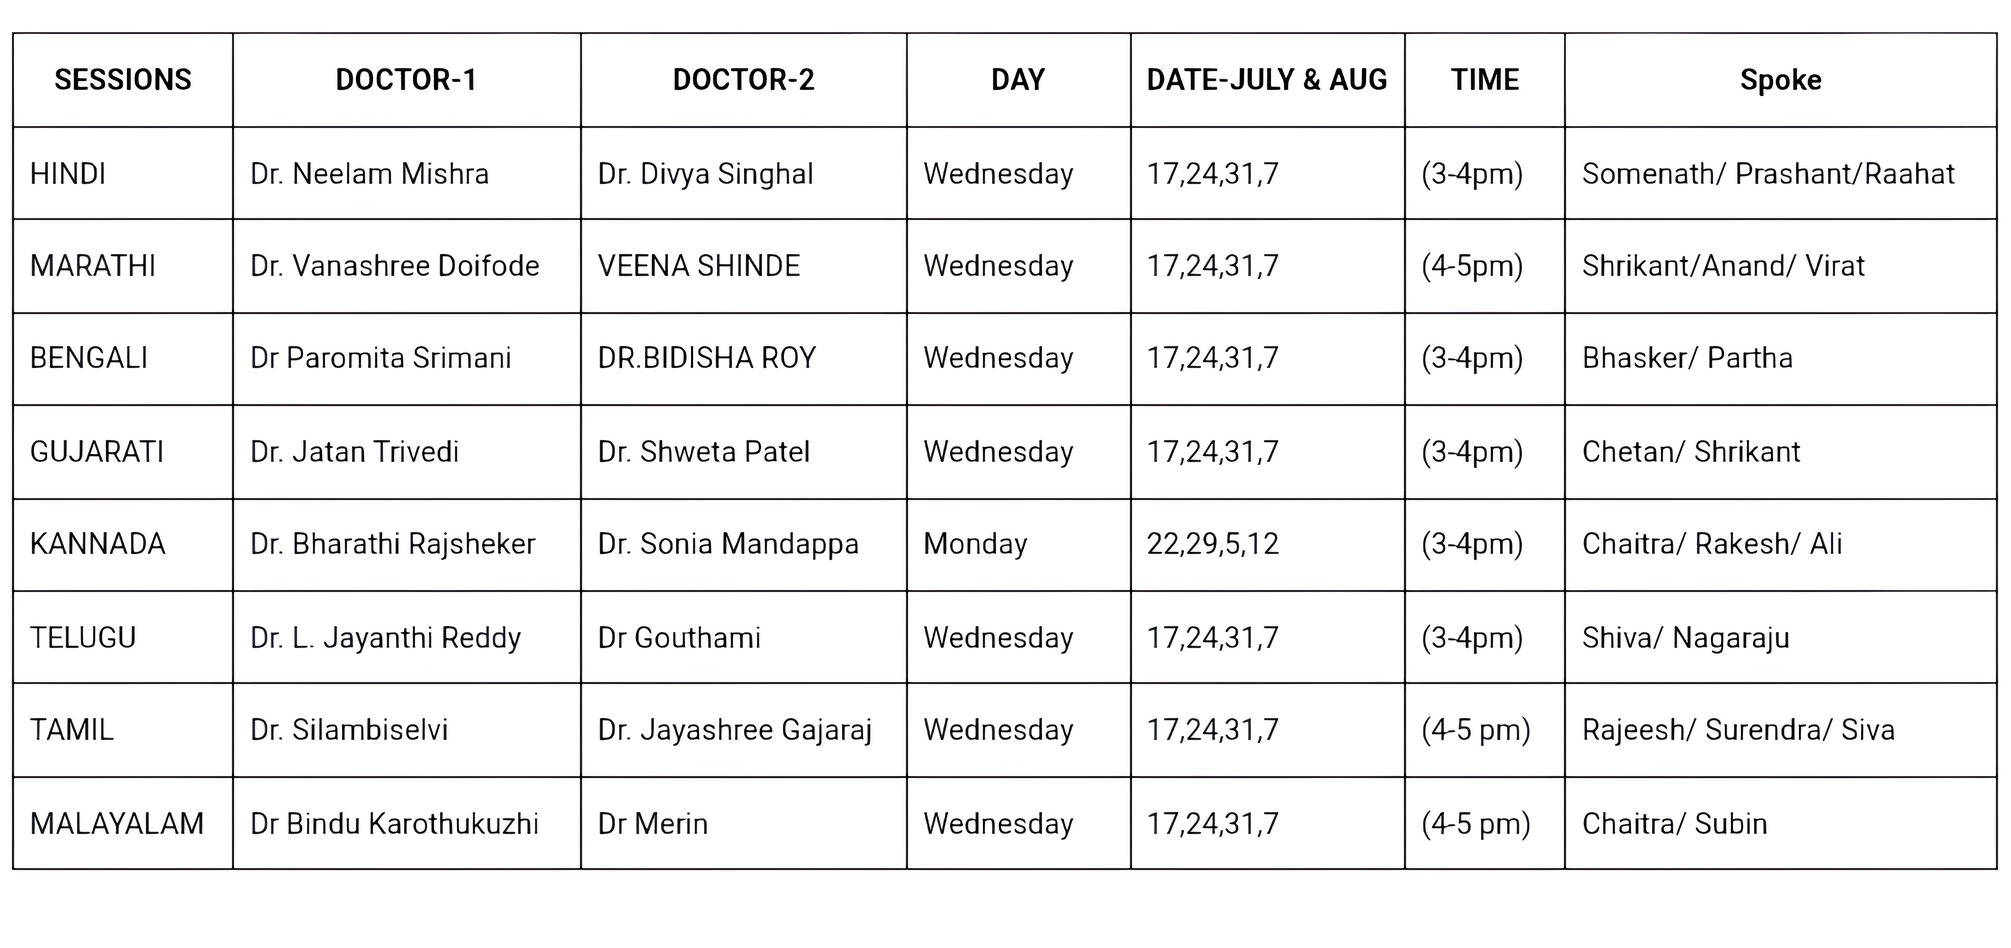 SESSIONS DOCTOR-1 DOCTOR-2 DAY DATE-JULY & AUG TIME Spoke
HINDI Dr. Neelam Mishra Dr. Divya Singhal Wednesday 17,24,31,7 (3-4pm) Somenath/ Prashant/Raahat
MARATHI Dr. Vanashree Doifode VEENA SHINDE Wednesday 17,24,31,7 (4-5pm) Shrikant/Anand/ Virat
BENGALI Dr Paromita Srimani DR.BIDISHA ROY Wednesday 17,24,31,7 (3-4pm) Bhasker/ Partha
GUJARATI Dr. Jatan Trivedi Dr. Shweta Patel Wednesday 17,24,31,7 (3-4pm) Chetan/ Shrikant
KANNADA Dr. Bharathi Rajsheker Dr. Sonia Mandappa Monday 22,29,5,12 (3-4pm) Chaitra/ Rakesh/ Ali
TELUGU Dr. L. Jayanthi Reddy Dr Gouthami Wednesday 17,24,31,7 (3-4pm) Shiva/ Nagaraju
TAMIL Dr. Silambiselvi Dr. Jayashree Gajaraj Wednesday 17,24,31,7 (4-5 pm) Rajeesh/ Surendra/ Siva
MALAYALAM Dr Bindu Karothukuzhi Dr Merin Wednesday 17,24,31,7 (4-5 pm) Chaitra/ Subin